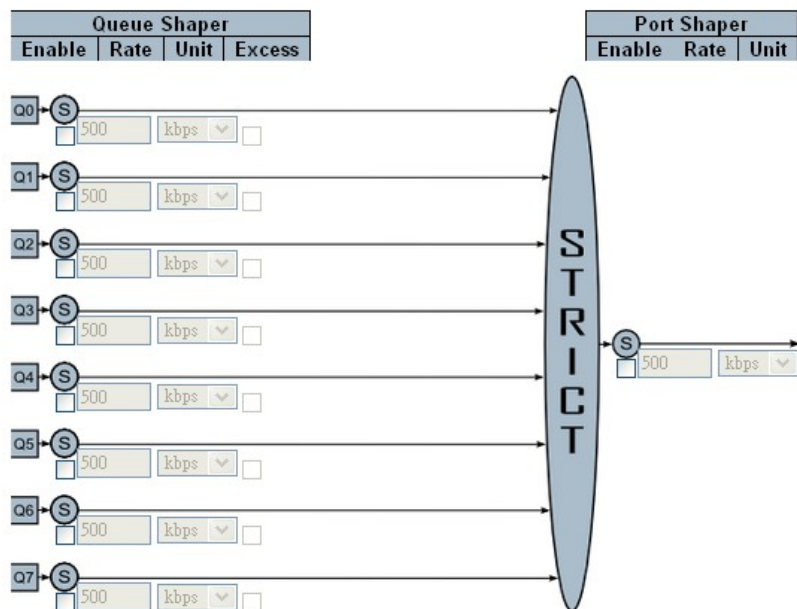 Queue Shaper
Enable Rate Unit Excess
Port Shaper
Enable Rate Unit
Q0 S
500 kbps
Q1 S
500 kbps
Q2 S
500 kbps
Q3 S
500 kbps
Q4 S
500 kbps
Q5 S
500 kbps
Q6 S
500 kbps
Q7 S
500 kbps
STRICT
S
500 kbps